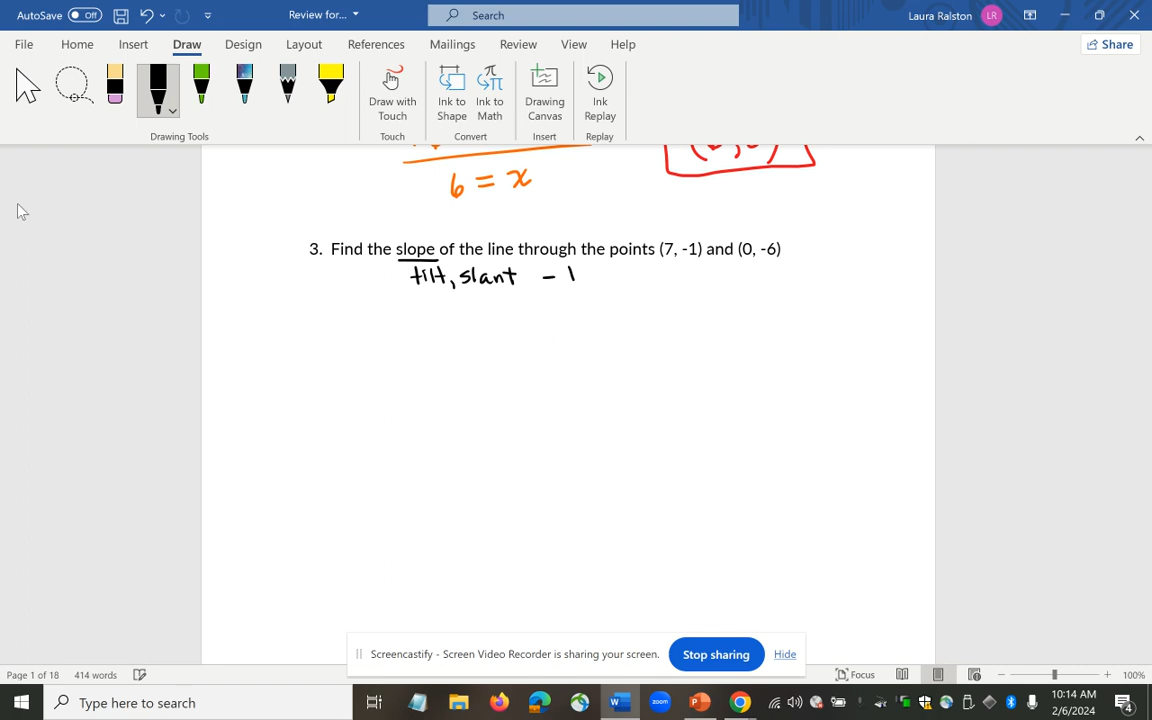 AutoSave Off Review for... Search Laura Ralston LR
File Home Insert Draw Design Layout References Mailings Review View Help Share
Draw with Touch Ink to Shape Ink to Math Drawing Canvas Ink Replay
Drawing Tools Touch Convert Insert Replay
6 = x
3. Find the slope of the line through the points (7, -1) and (0, -6)
tilt, slant - 1
Screencastify - Screen Video Recorder is sharing your screen. Stop sharing Hide
Page 1 of 18 414 words Focus 100%
Type here to search zoom 10:14 AM
2/6/2024 4